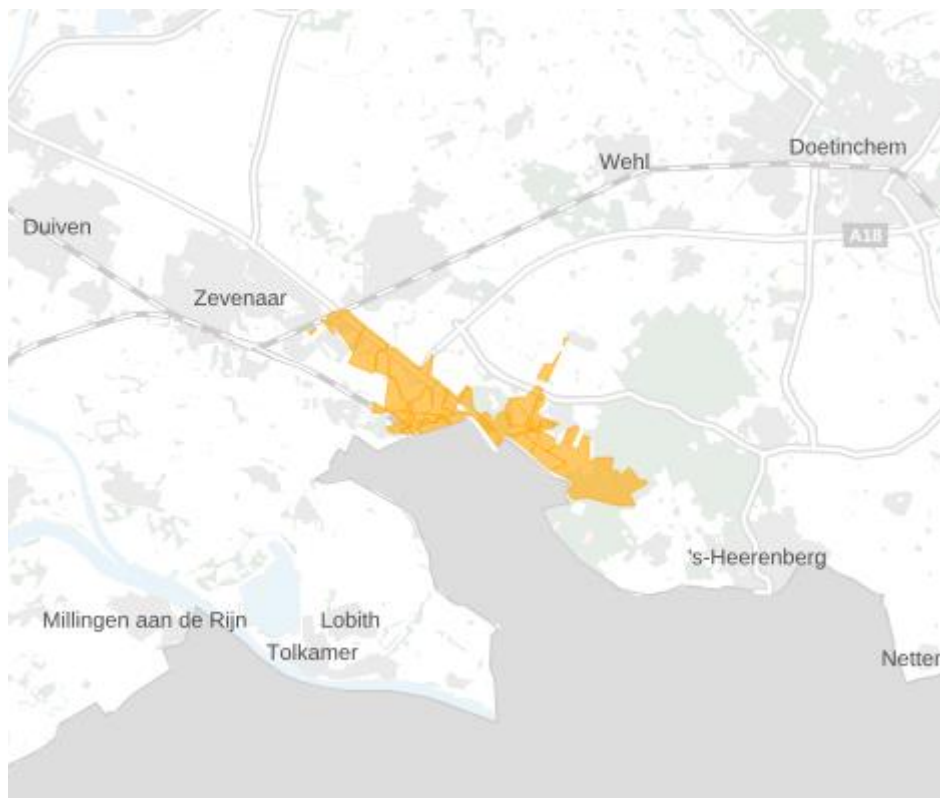 Doetinchem
Wehl
Duiven
A18
Zevenaar
's-Heerenberg
Millingen aan de Rijn
Lobith
Tolkamer
Netter